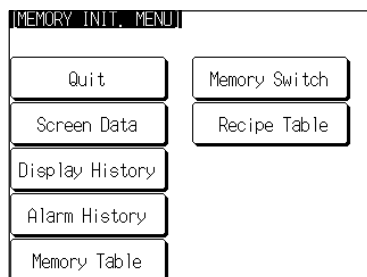 [MEMORY INIT. MENU]
Quit
Memory Switch
Screen Data
Recipe Table
Display History
Alarm History
Memory Table